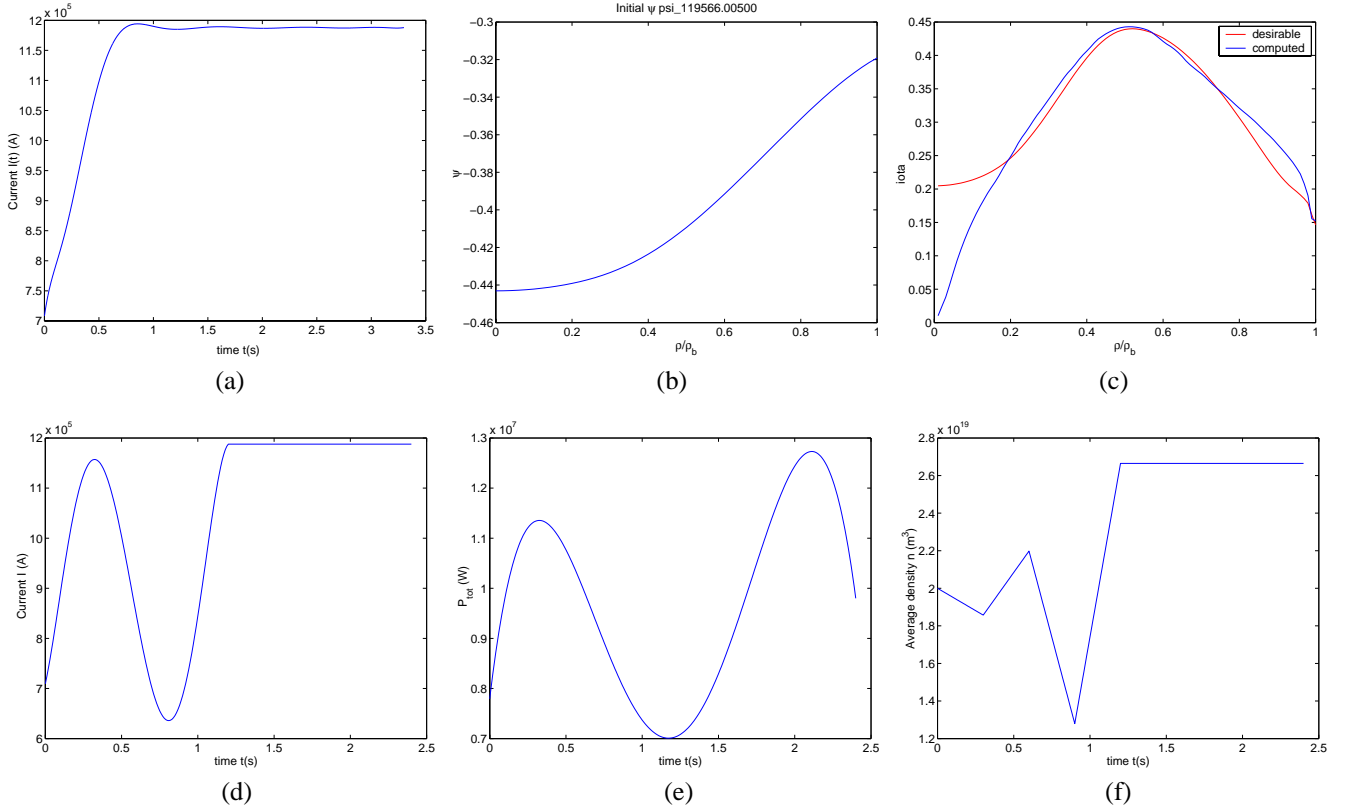 x 10^5
12
11.5
11
10.5
10
9.5
9
8.5
8
7.5
7
Current I(t) (A)
0 0.5 1 1.5 2 2.5 3 3.5
time t(s)
(a)
Initial ψ psi_119566.00500
−0.3
−0.32
−0.34
−0.36
−0.38
−0.4
−0.42
−0.44
−0.46
ψ
0 0.2 0.4 0.6 0.8 1
ρ/ρ_b
(b)
0.45
0.4
0.35
0.3
0.25
0.2
0.15
0.1
0.05
0
iota
desirable
computed
0 0.2 0.4 0.6 0.8 1
ρ/ρ_b
(c)
x 10^5
12
11
10
9
8
7
6
Current I (A)
0 0.5 1 1.5 2 2.5
time t(s)
(d)
x 10^7
1.3
1.2
1.1
1
0.9
0.8
0.7
P_tot (W)
0 0.5 1 1.5 2 2.5
time t(s)
(e)
x 10^19
2.8
2.6
2.4
2.2
2
1.8
1.6
1.4
1.2
Average density n (m^3)
0 0.5 1 1.5 2 2.5
time t(s)
(f)